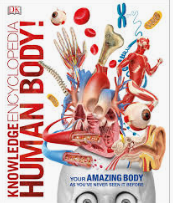 DK
KNOWLEDGE ENCYCLOPEDIA
HUMAN BODY!
YOUR AMAZING BODY
AS YOU'VE NEVER SEEN IT BEFORE